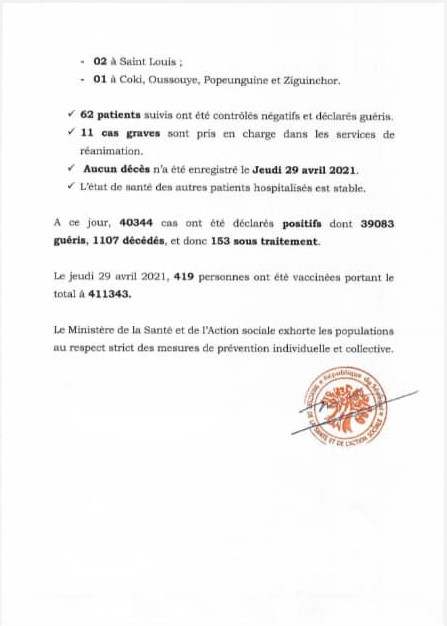 - 02 à Saint Louis ;
- 01 à Coki, Oussouye, Popeunguine et Ziguinchor.
✓ 62 patients suivis ont été contrôlés négatifs et déclarés guéris.
✓ 11 cas graves sont pris en charge dans les services de
réanimation.
✓ Aucun décès n'a été enregistré le Jeudi 29 avril 2021.
✓ L'état de santé des autres patients hospitalisés est stable.
A ce jour, 40344 cas ont été déclarés positifs dont 39083
guéris, 1107 décédés, et donc 153 sous traitement.
Le jeudi 29 avril 2021, 419 personnes ont été vaccinées portant le
total à 411343.
Le Ministère de la Santé et de l'Action sociale exhorte les populations
au respect strict des mesures de prévention individuelle et collective.
République du Sénégal
DE LA SANTE ET DE L'ACTION SOCIALE